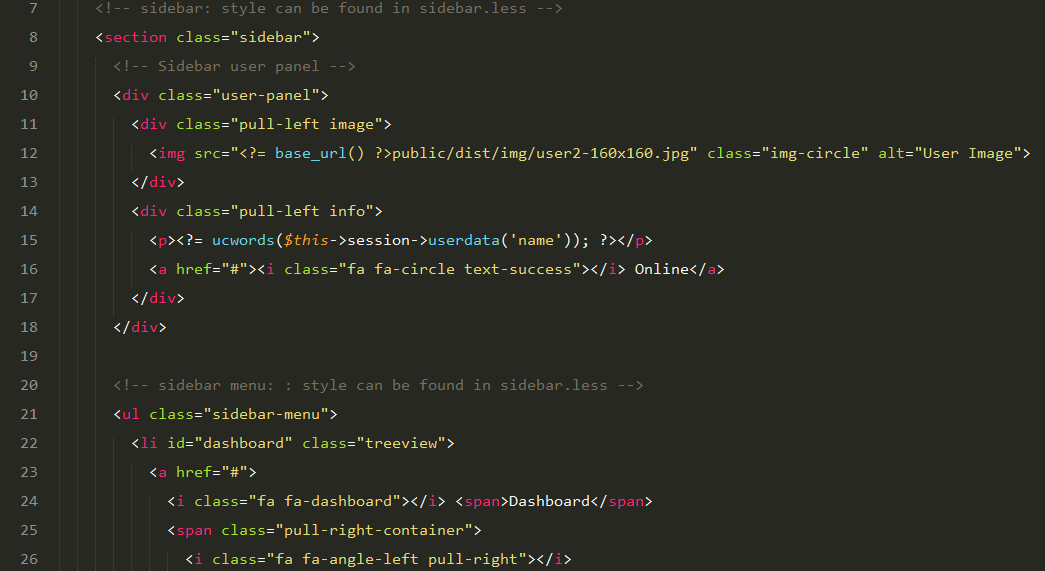 7 <!-- sidebar: style can be found in sidebar.less -->
8 <section class="sidebar">
9 <!-- Sidebar user panel -->
10 <div class="user-panel">
11 <div class="pull-left image">
12 <img src="<?= base_url() ?>public/dist/img/user2-160x160.jpg" class="img-circle" alt="User Image">
13 </div>
14 <div class="pull-left info">
15 <p><?= ucwords($this->session->userdata('name')); ?></p>
16 <a href="#"><i class="fa fa-circle text-success"></i> Online</a>
17 </div>
18 </div>
19
20 <!-- sidebar menu: : style can be found in sidebar.less -->
21 <ul class="sidebar-menu">
22 <li id="dashboard" class="treeview">
23 <a href="#">
24 <i class="fa fa-dashboard"></i> <span>Dashboard</span>
25 <span class="pull-right-container">
26 <i class="fa fa-angle-left pull-right"></i>